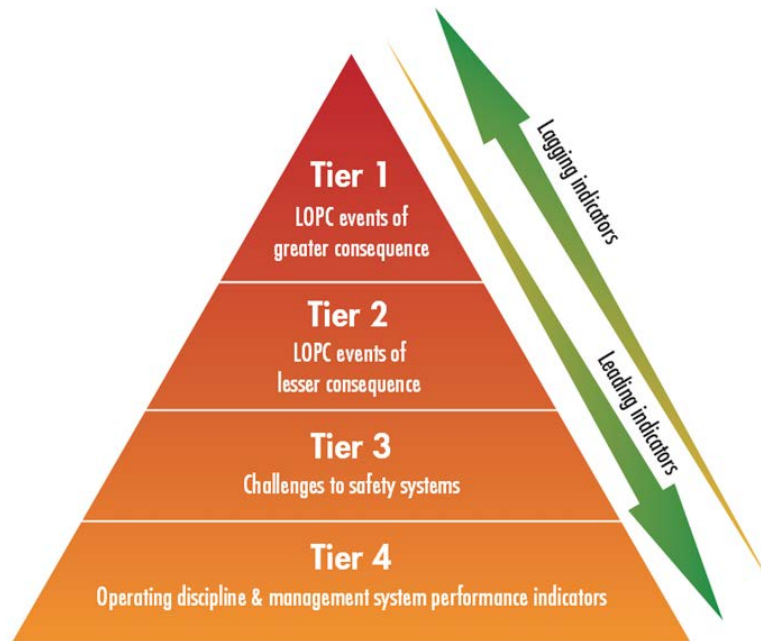 Tier 1
LOPC events of
greater consequence
Tier 2
LOPC events of
lesser consequence
Tier 3
Challenges to safety systems
Tier 4
Operating discipline & management system performance indicators
Lagging indicators
Leading indicators